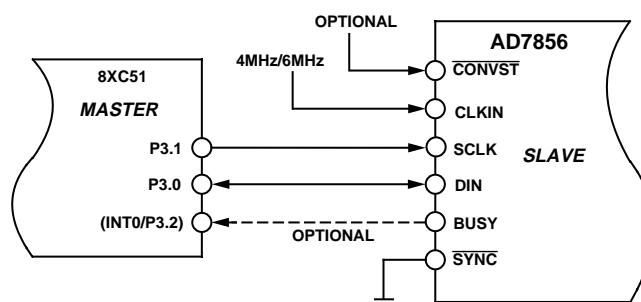 OPTIONAL
4MHz/6MHz
8XC51
MASTER
P3.1
P3.0
(INT0/P3.2)
OPTIONAL
AD7856
CONVST
CLKIN
SCLK
SLAVE
DIN
BUSY
SYNC